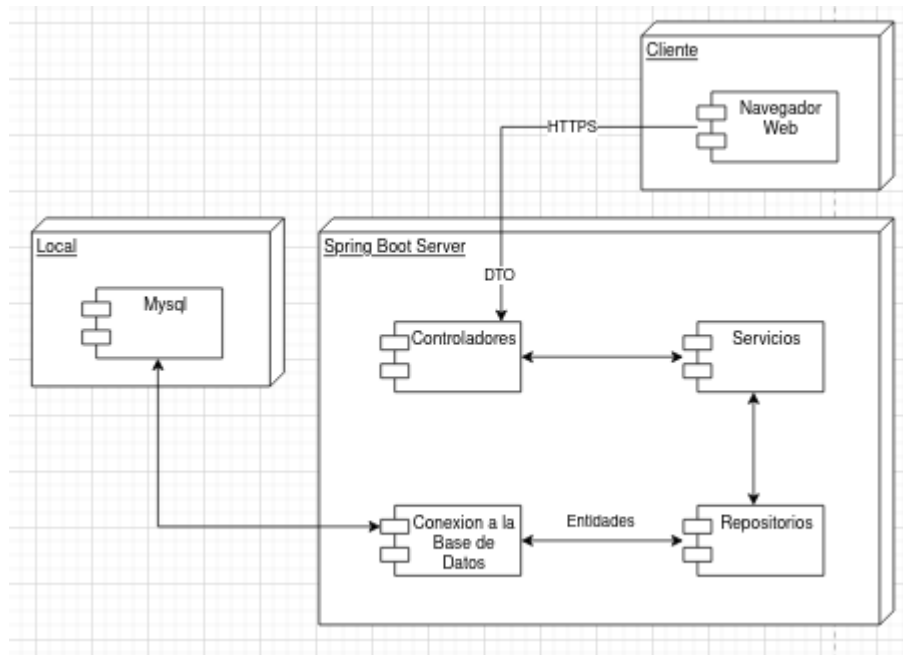 Cliente
Navegador
Web
HTTPS
Local
Mysql
Spring Boot Server
DTO
Controladores
Servicios
Conexion a la
Base de
Datos
Entidades
Repositorios